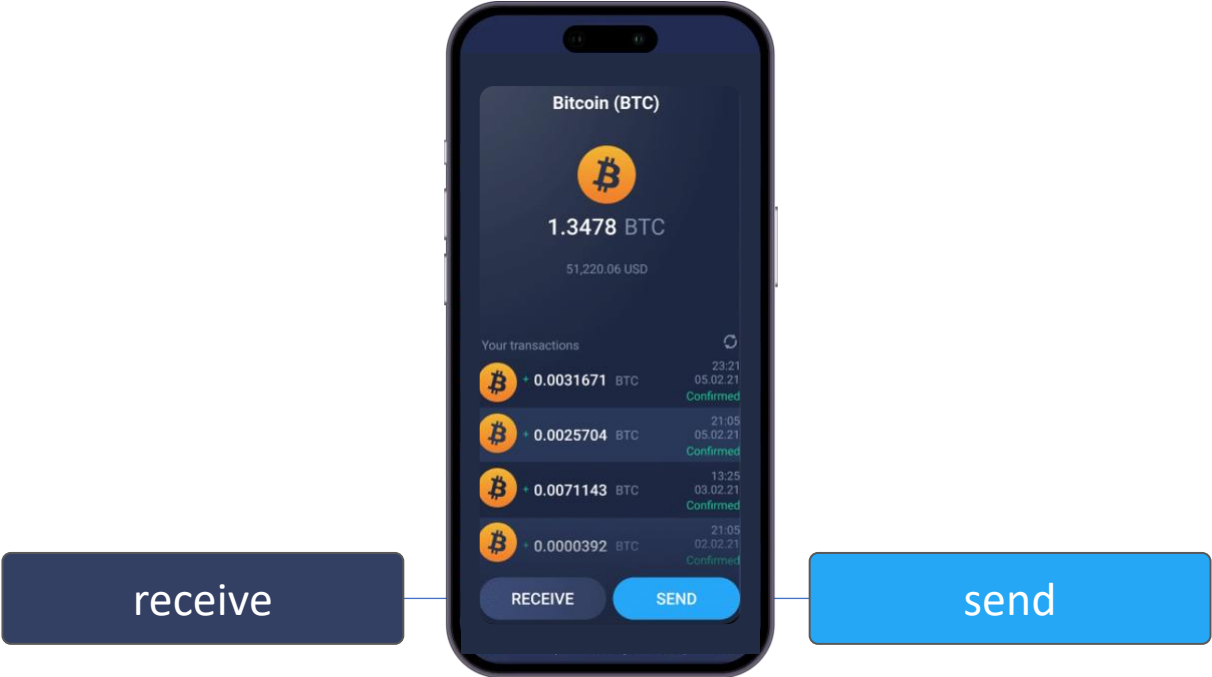 Bitcoin (BTC)
1.3478 BTC
51,220.06 USD
Your transactions
23:21
+ 0.0031671 BTC
05.02.21
Confirmed
21:05
+ 0.0025704 BTC
05.02.21
Confirmed
13:25
+ 0.0071143 BTC
03.02.21
Confirmed
21:05
+ 0.0000392 BTC
02.02.21
Confirmed
receive
RECEIVE
SEND
send